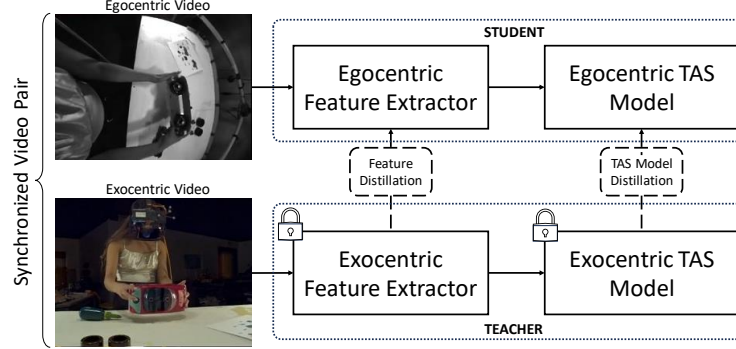 Egocentric Video
STUDENT
Egocentric
Feature Extractor
Egocentric TAS
Model
Synchronized Video Pair
Feature
Distillation
TAS Model
Distillation
Exocentric Video
Exocentric
Feature Extractor
Exocentric TAS
Model
TEACHER